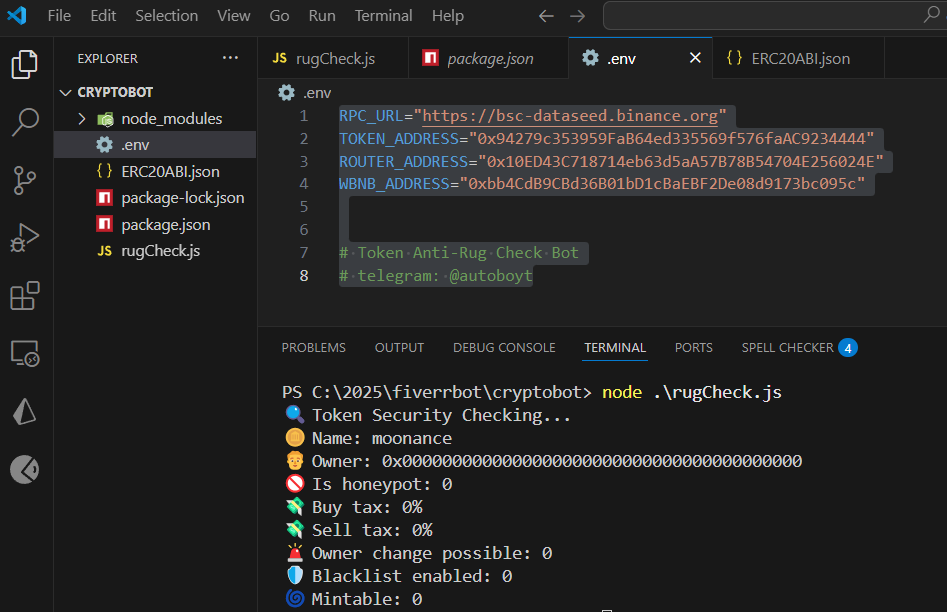 File Edit Selection View Go Run Terminal Help
EXPLORER
CRYPTOBOT
node_modules
.env
ERC20ABI.json
package-lock.json
package.json
JS rugCheck.js
JS rugCheck.js
package.json
.env
{} ERC20ABI.json
.env
1 RPC_URL="https://bsc-dataseed.binance.org"
2 TOKEN_ADDRESS="0x94279c353959FaB64ed335569f576faAC9234444"
3 ROUTER_ADDRESS="0x10ED43C718714eb63d5aA57B78B54704E256024E"
4 WBNB_ADDRESS="0xbb4CdB9CBd36B01bD1cBaEBF2De08d9173bc095c"
5
6
7 # Token Anti-Rug Check Bot
8 # telegram: @autoboyt
PROBLEMS OUTPUT DEBUG CONSOLE TERMINAL PORTS SPELL CHECKER 4
PS C:\2025\fiverrbot\cryptobot> node .\rugCheck.js
Token Security Checking...
Name: moonance
Owner: 0x0000000000000000000000000000000000000000
Is honeypot: 0
Buy tax: 0%
Sell tax: 0%
Owner change possible: 0
Blacklist enabled: 0
Mintable: 0